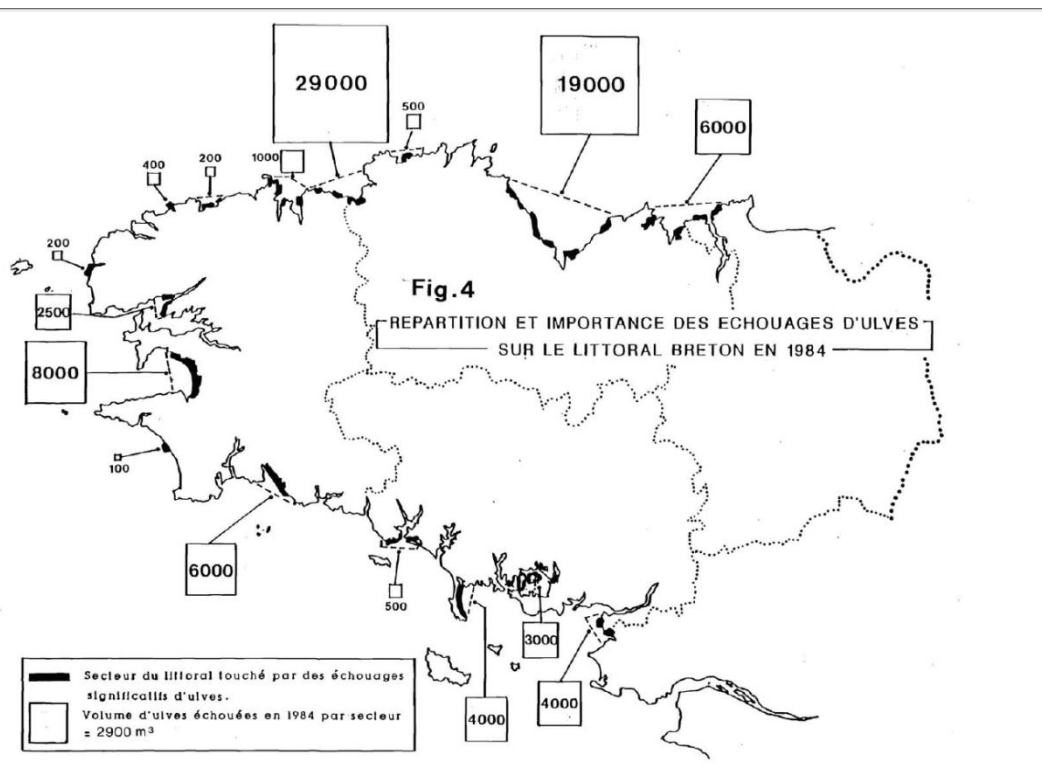 29000
19000
6000
500
1000
200
400
200
2500
8000
100
6000
500
3000
4000
4000
Fig.4
REPARTITION ET IMPORTANCE DES ECHOUAGES D'ULVES
SUR LE LITTORAL BRETON EN 1984
Secteur du littoral touché par des échouages
significatifs d'ulves.
Volume d'ulves échouées en 1984 par secteur
= 2900 m³